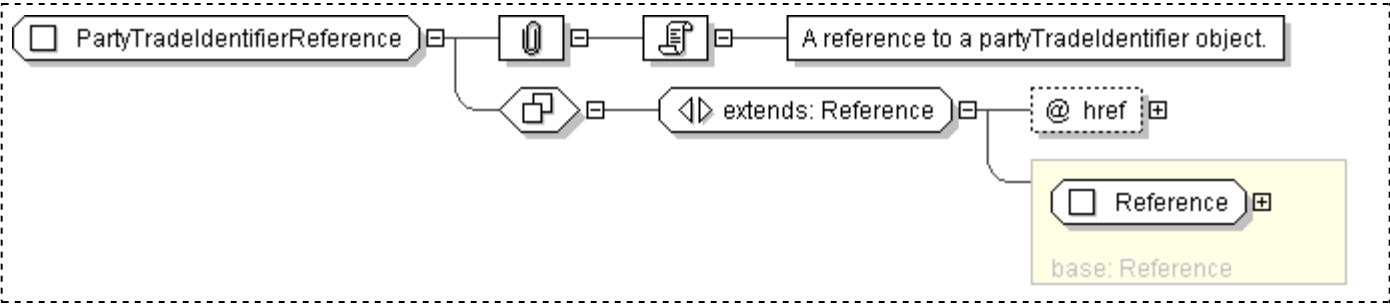 PartyTradeIdentifierReference
A reference to a partyTradeIdentifier object.
extends: Reference
@ href
Reference
base: Reference